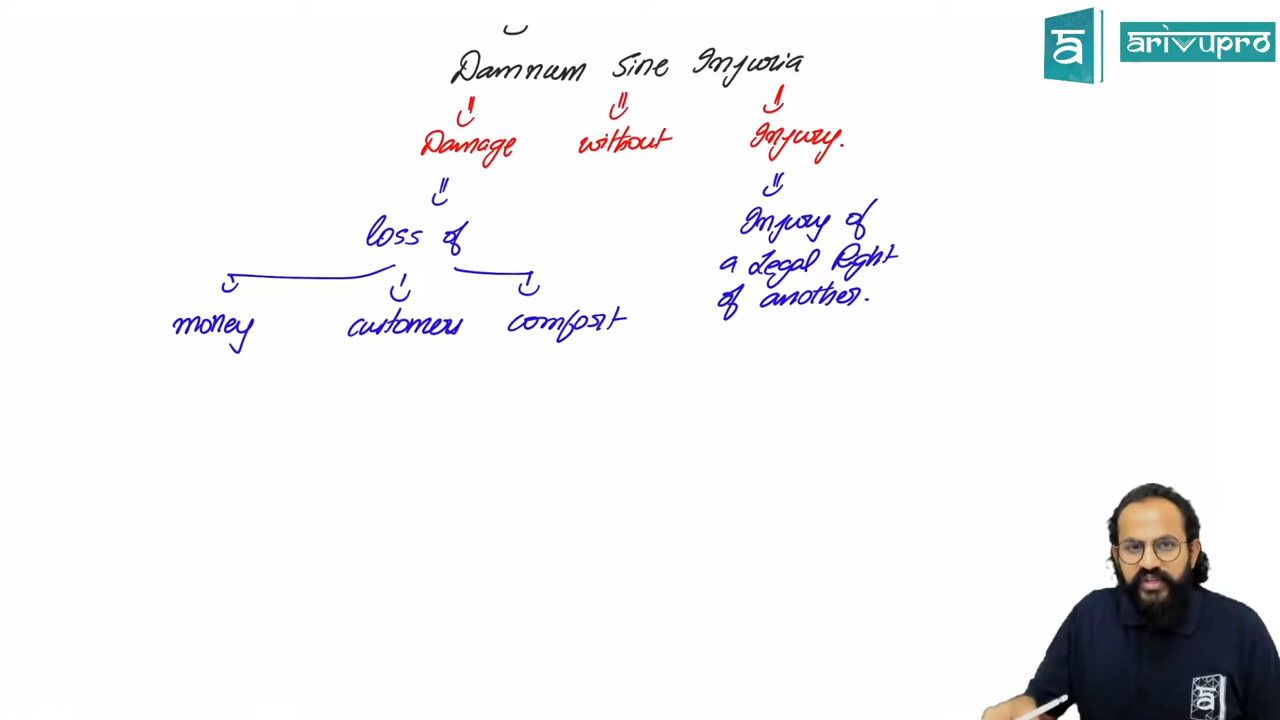 arivupro
Damnum Sine Injuria
Damage without Injury.
loss of
Injury of
a Legal Right
of another.
money customers comfort